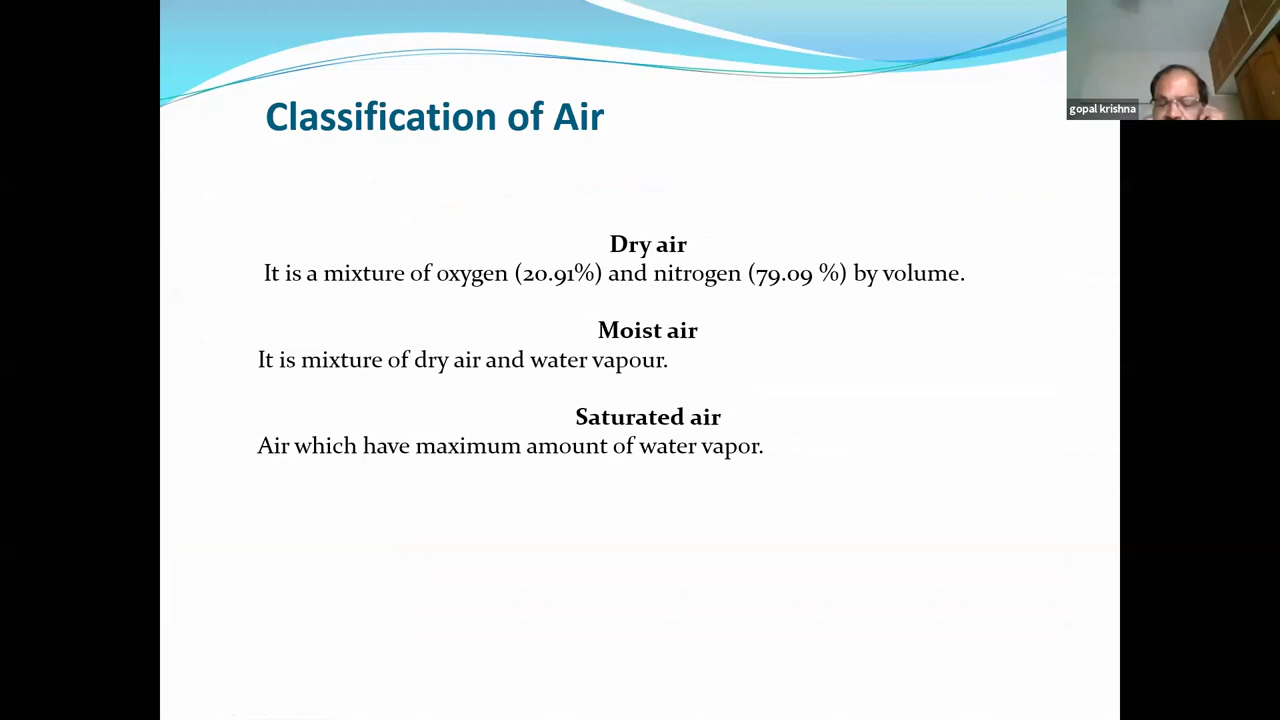 gopal krishna
Classification of Air
Dry air
It is a mixture of oxygen (20.91%) and nitrogen (79.09 %) by volume.
Moist air
It is mixture of dry air and water vapour.
Saturated air
Air which have maximum amount of water vapor.